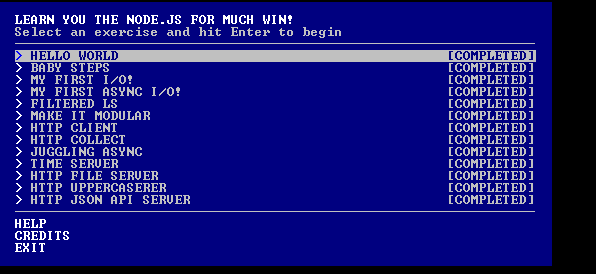 LEARN YOU THE NODE.JS FOR MUCH WIN!
Select an exercise and hit Enter to begin
> HELLO WORLD [COMPLETED]
> BABY STEPS [COMPLETED]
> MY FIRST I/O! [COMPLETED]
> MY FIRST ASYNC I/O! [COMPLETED]
> FILTERED LS [COMPLETED]
> MAKE IT MODULAR [COMPLETED]
> HTTP CLIENT [COMPLETED]
> HTTP COLLECT [COMPLETED]
> JUGGLING ASYNC [COMPLETED]
> TIME SERVER [COMPLETED]
> HTTP FILE SERVER [COMPLETED]
> HTTP UPPERCASERER [COMPLETED]
> HTTP JSON API SERVER [COMPLETED]
HELP
CREDITS
EXIT